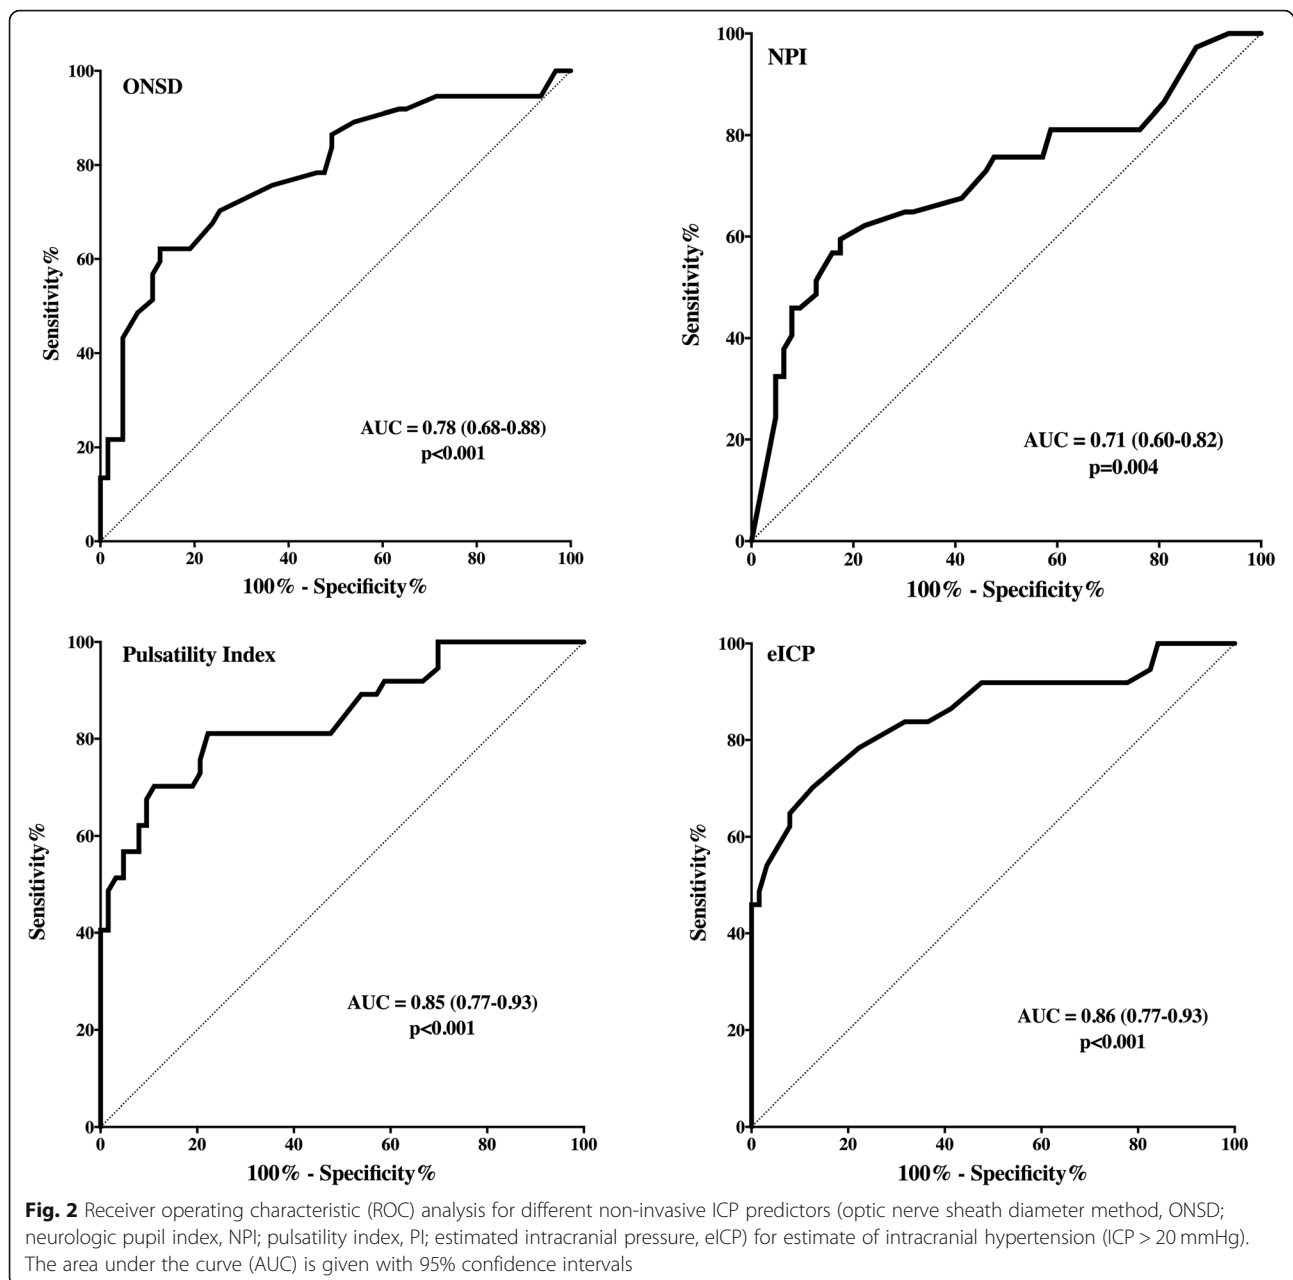 ONSD
100
80
60
40
20
0
Sensitivity%
AUC = 0.78 (0.68-0.88)
p<0.001
0 20 40 60 80 100
100% - Specificity%
NPI
100
80
60
40
20
0
Sensitivity%
AUC = 0.71 (0.60-0.82)
p=0.004
0 20 40 60 80 100
100% - Specificity%
Pulsatility Index
100
80
60
40
20
0
Sensitivity%
AUC = 0.85 (0.77-0.93)
p<0.001
0 20 40 60 80 100
100% - Specificity%
eICP
100
80
60
40
20
0
Sensitivity%
AUC = 0.86 (0.77-0.93)
p<0.001
0 20 40 60 80 100
100% - Specificity%
Fig. 2 Receiver operating characteristic (ROC) analysis for different non-invasive ICP predictors (optic nerve sheath diameter method, ONSD;
neurologic pupil index, NPI; pulsatility index, PI; estimated intracranial pressure, eICP) for estimate of intracranial hypertension (ICP > 20 mmHg).
The area under the curve (AUC) is given with 95% confidence intervals